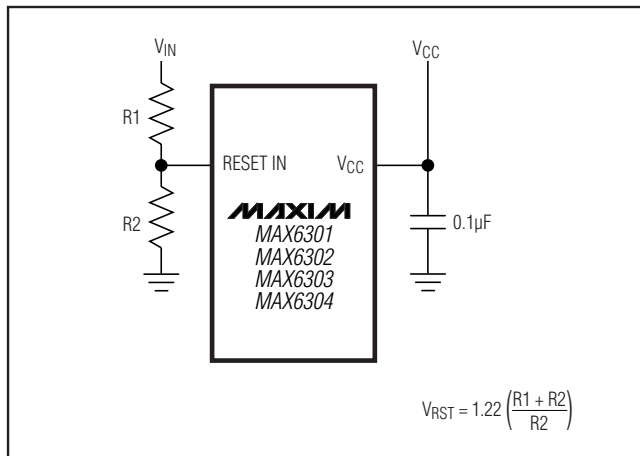 V_IN
V_CC
R1
RESET IN
V_CC
R2
MAXIM
MAX6301
MAX6302
MAX6303
MAX6304
0.1µF
V_RST = 1.22 ((R1 + R2)/R2)